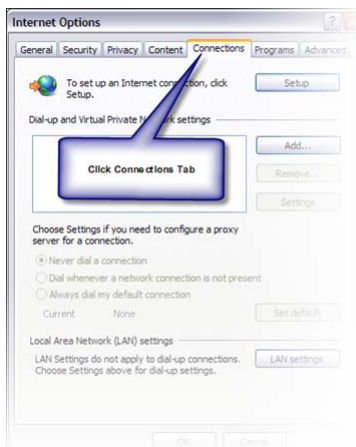 Internet Options
General Security Privacy Content Connections Programs Advanced
To set up an Internet connection, click
Setup.
Setup
Dial-up and Virtual Private settings
Add...
Remove...
Settings
Click Connections Tab
Choose Settings if you need to configure a proxy
server for a connection.
Never dial a connection
Dial whenever a network connection is not present
Always dial my default connection
Current None
Set default
Local Area Network (LAN) settings
LAN Settings do not apply to dial-up connections.
Choose Settings above for dial-up settings.
LAN settings
OK Cancel